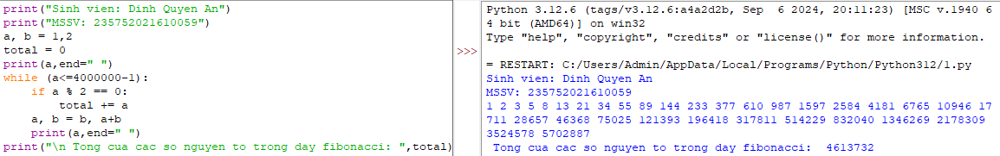 print("Sinh vien: Dinh Quyen An")
print("MSSV: 235752021610059")
a, b = 1,2
total = 0
print(a,end=" ")
while (a<=4000000-1):
    if a % 2 == 0:
        total += a
    a, b = b, a+b
    print(a,end=" ")
print("\n Tong cua cac so nguyen to trong day fibonacci: ",total)
>>>
Python 3.12.6 (tags/v3.12.6:a4a2d2b, Sep  6 2024, 20:11:23) [MSC v.1940 6
4 bit (AMD64)] on win32
Type "help", "copyright", "credits" or "license()" for more information.
= RESTART: C:/Users/Admin/AppData/Local/Programs/Python/Python312/1.py
Sinh vien: Dinh Quyen An
MSSV: 235752021610059
1 2 3 5 8 13 21 34 55 89 144 233 377 610 987 1597 2584 4181 6765 10946 17
711 28657 46368 75025 121393 196418 317811 514229 832040 1346269 2178309
3524578 5702887
 Tong cua cac so nguyen to trong day fibonacci:  4613732